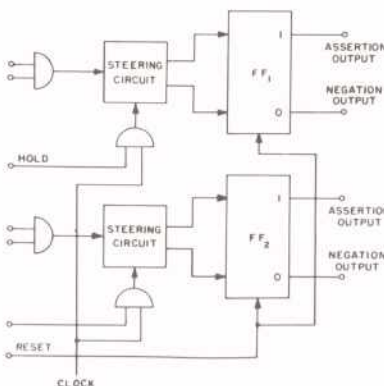 STEERING
CIRCUIT
1
FF1
0
ASSERTION
OUTPUT
NEGATION
OUTPUT
HOLD
STEERING
CIRCUIT
1
FF2
0
ASSERTION
OUTPUT
NEGATION
OUTPUT
RESET
CLOCK